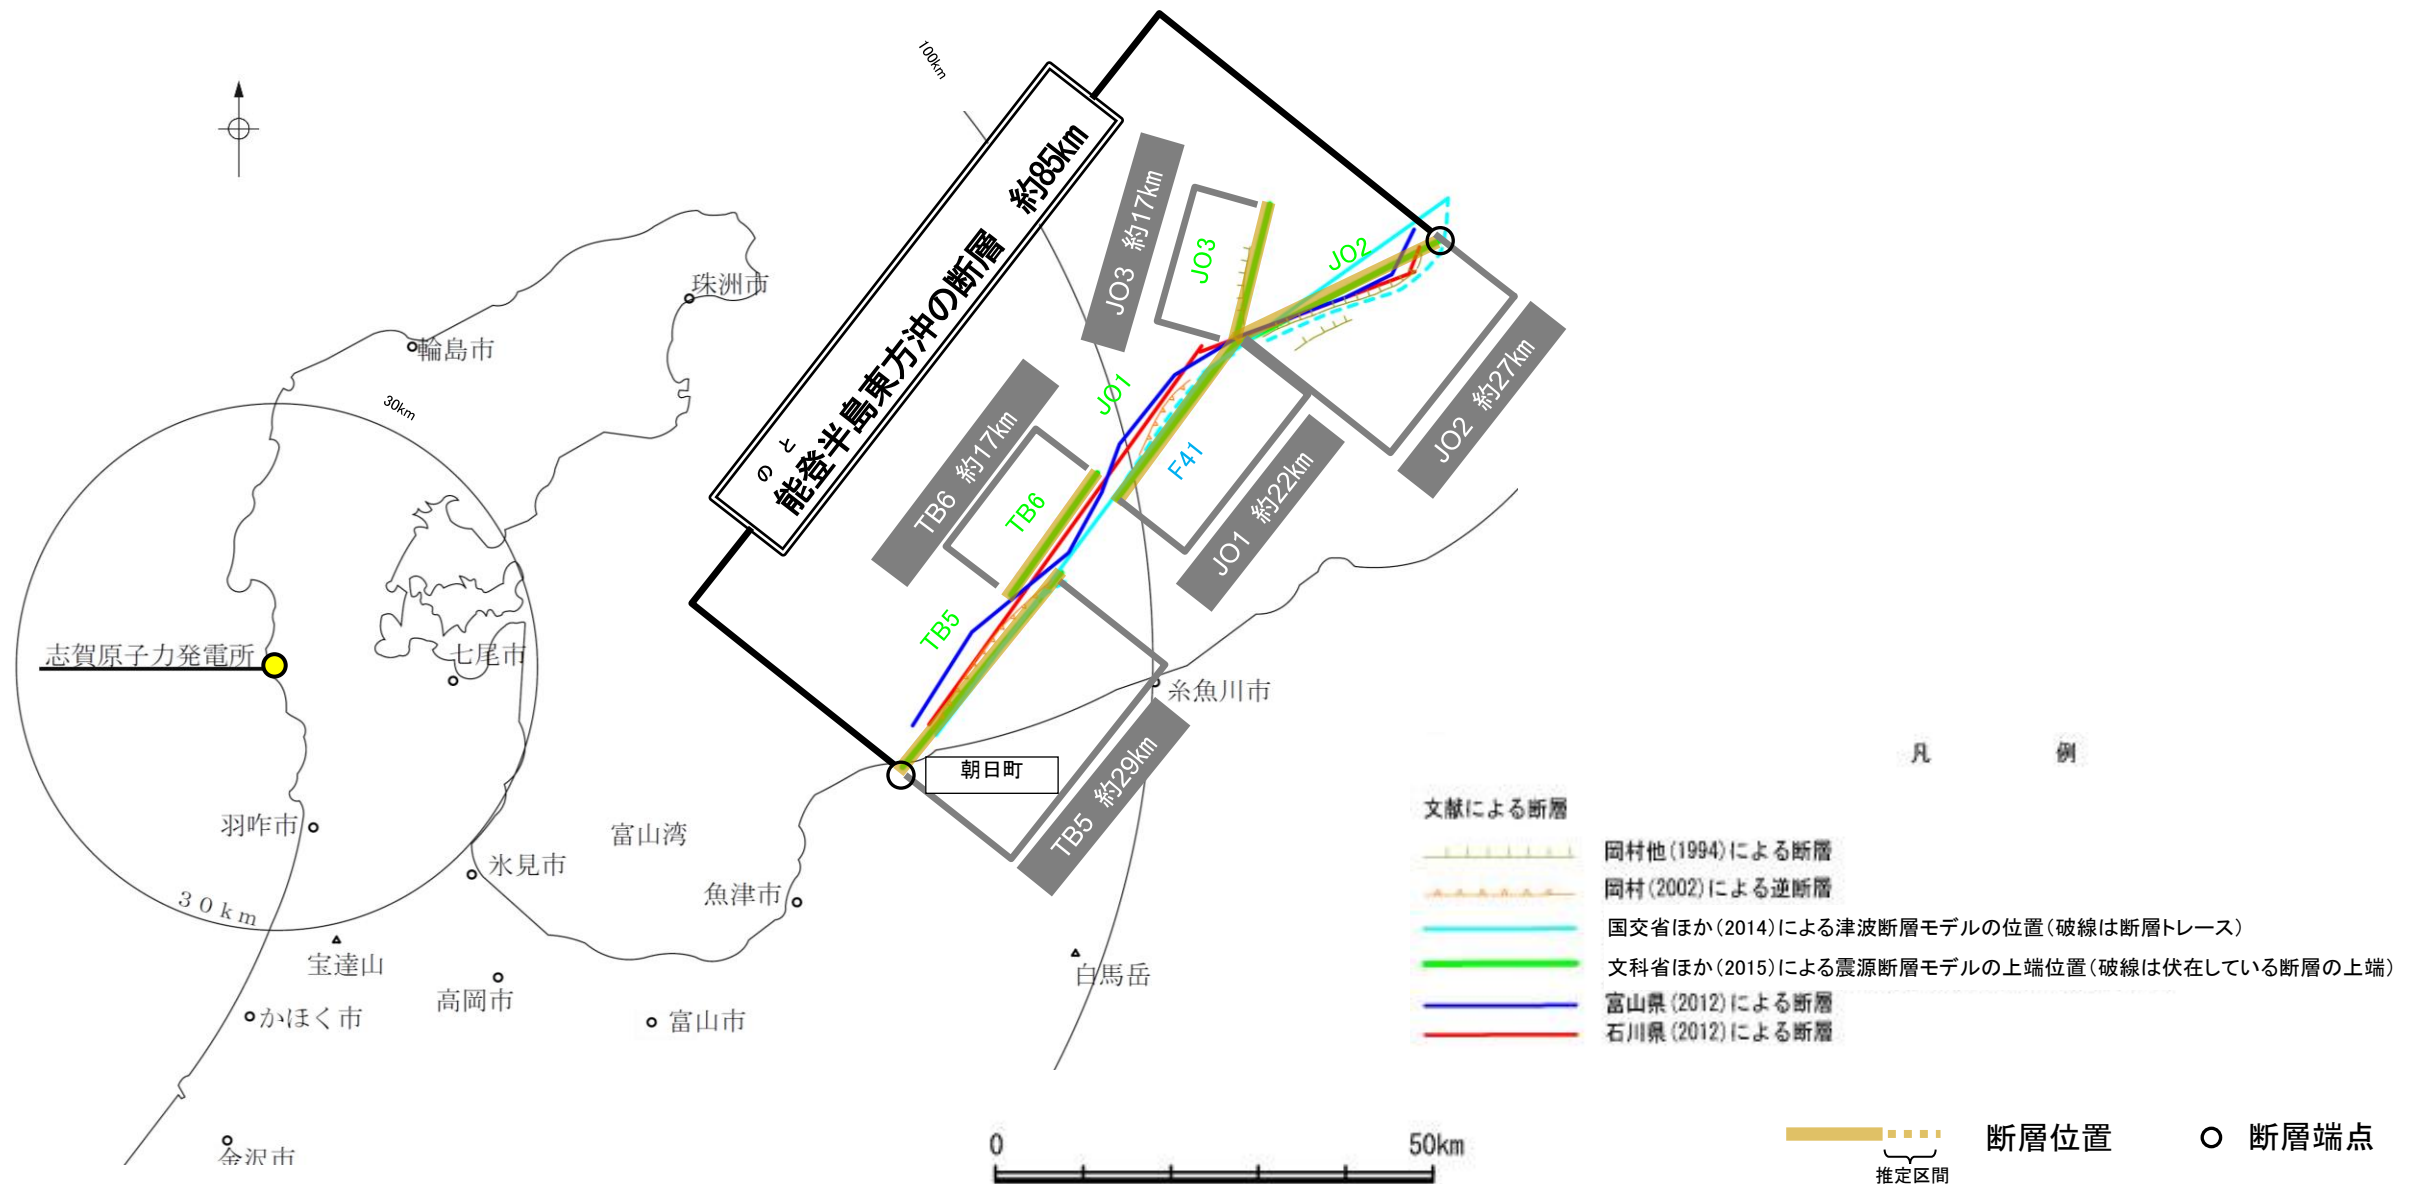 100km
のと
能登半島東方沖の断層 約85km
JO3 約17km
JO3
JO2
珠洲市
輪島市
30km
JO1
JO2 約27km
TB6 約17km
F41
TB6
JO1 約22km
TB5
志賀原子力発電所
七尾市
糸魚川市
朝日町
TB5 約29km
羽咋市
富山湾
氷見市
魚津市
30km
宝達山
高岡市
白馬岳
かほく市
富山市
金沢市
0 50km
凡例
文献による断層
岡村他(1994)による断層
岡村(2002)による逆断層
国交省ほか(2014)による津波断層モデルの位置(破線は断層トレース)
文科省ほか(2015)による震源断層モデルの上端位置(破線は伏在している断層の上端)
富山県(2012)による断層
石川県(2012)による断層
断層位置
推定区間
断層端点